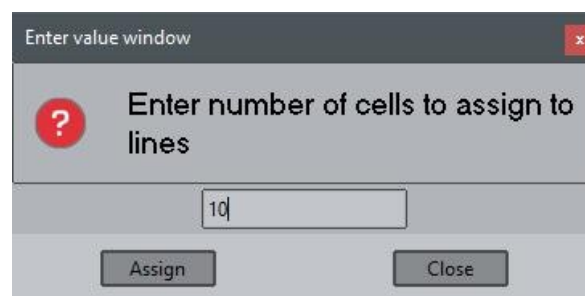 Enter value window
x
?
Enter number of cells to assign to
lines
10
Assign
Close